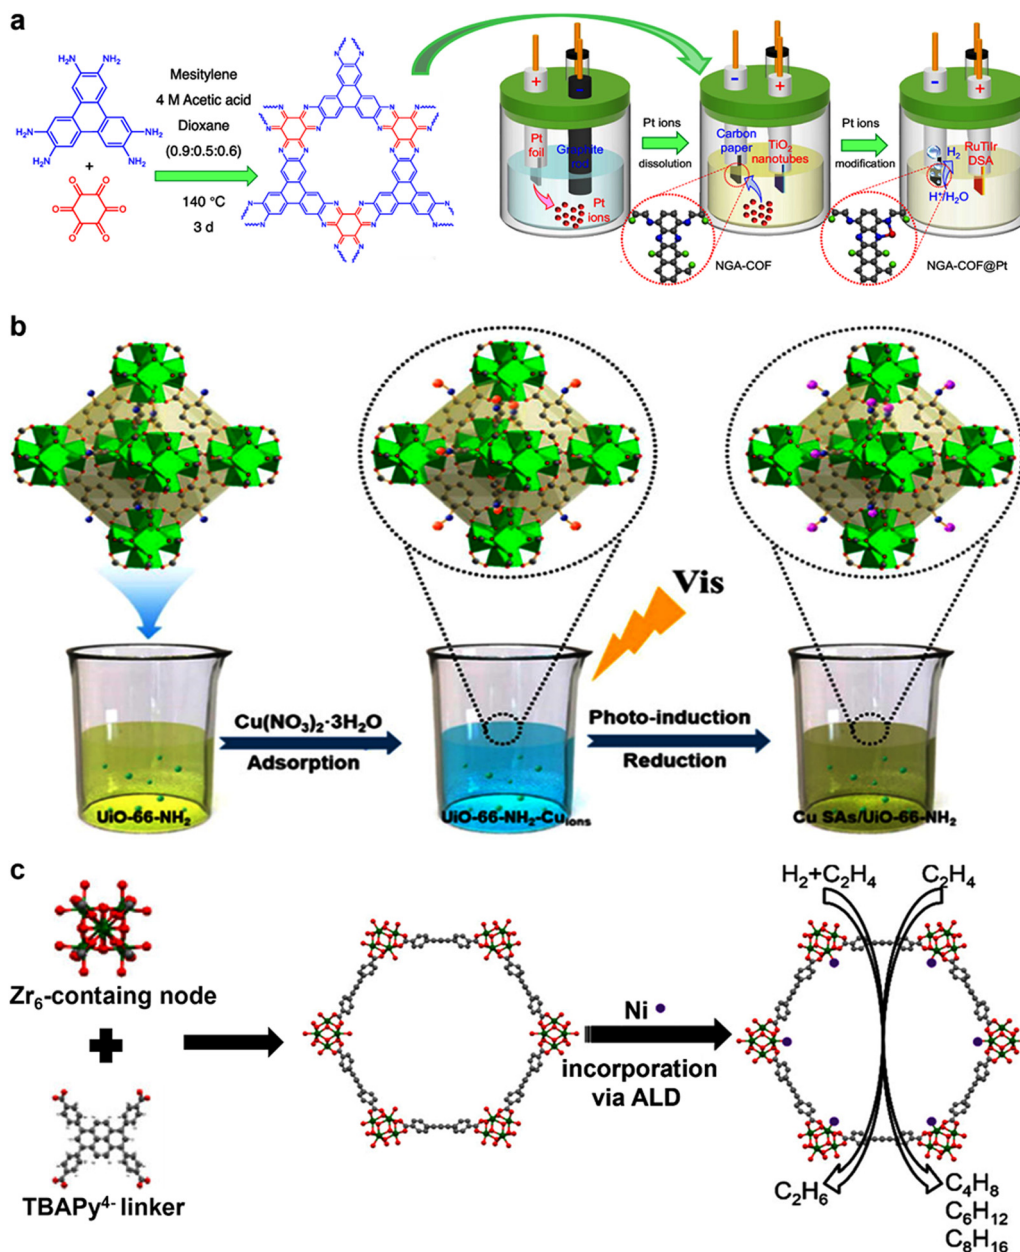 a
NH₂
NH₂
H₂N
H₂N
NH₂
NH₂
+
O
O
O
O
O
O
Mesitylene
4 M Acetic acid
Dioxane
(0.9:0.5:0.6)
140 °C
3 d
+
-
Pt
foil
Graphite
rod
Pt
ions
Pt ions
dissolution
-
+
Carbon
paper
TiO₂
nanotubes
NGA-COF
Pt ions
modification
-
+
H₂
RuTiIr
DSA
H⁺/H₂O
NGA-COF@Pt
b
Vis
Cu(NO₃)₂·3H₂O
Adsorption
Photo-induction
Reduction
UiO-66-NH₂
UiO-66-NH₂-Cuᵢₒₙₛ
Cu SAs/UiO-66-NH₂
c
Zr₆-containg node
TBAPy⁴⁻ linker
Ni
incorporation
via ALD
H₂+C₂H₄
C₂H₄
C₂H₆
C₄H₈
C₆H₁₂
C₈H₁₆